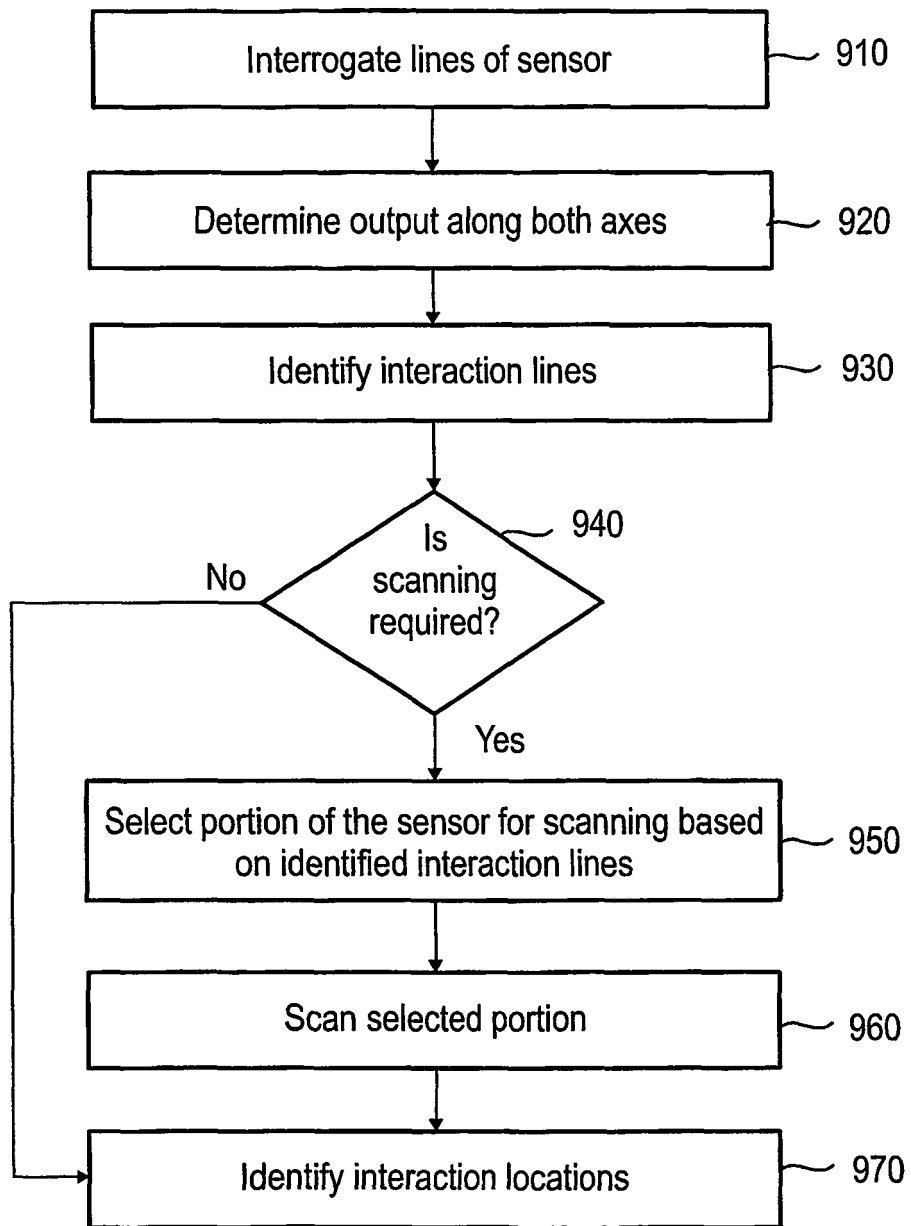 Interrogate lines of sensor
910
Determine output along both axes
920
Identify interaction lines
930
Is
scanning
required?
940
No
Yes
Select portion of the sensor for scanning based
on identified interaction lines
950
Scan selected portion
960
Identify interaction locations
970